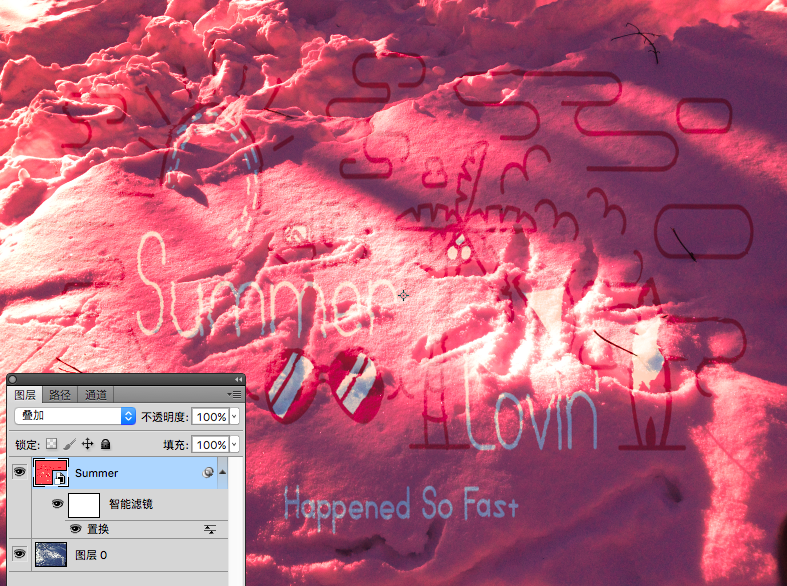 Summer
Lovin'
Happened So Fast
图层 路径 通道
叠加 不透明度: 100%
锁定: 填充: 100%
Summer
智能滤镜
置换
图层 0